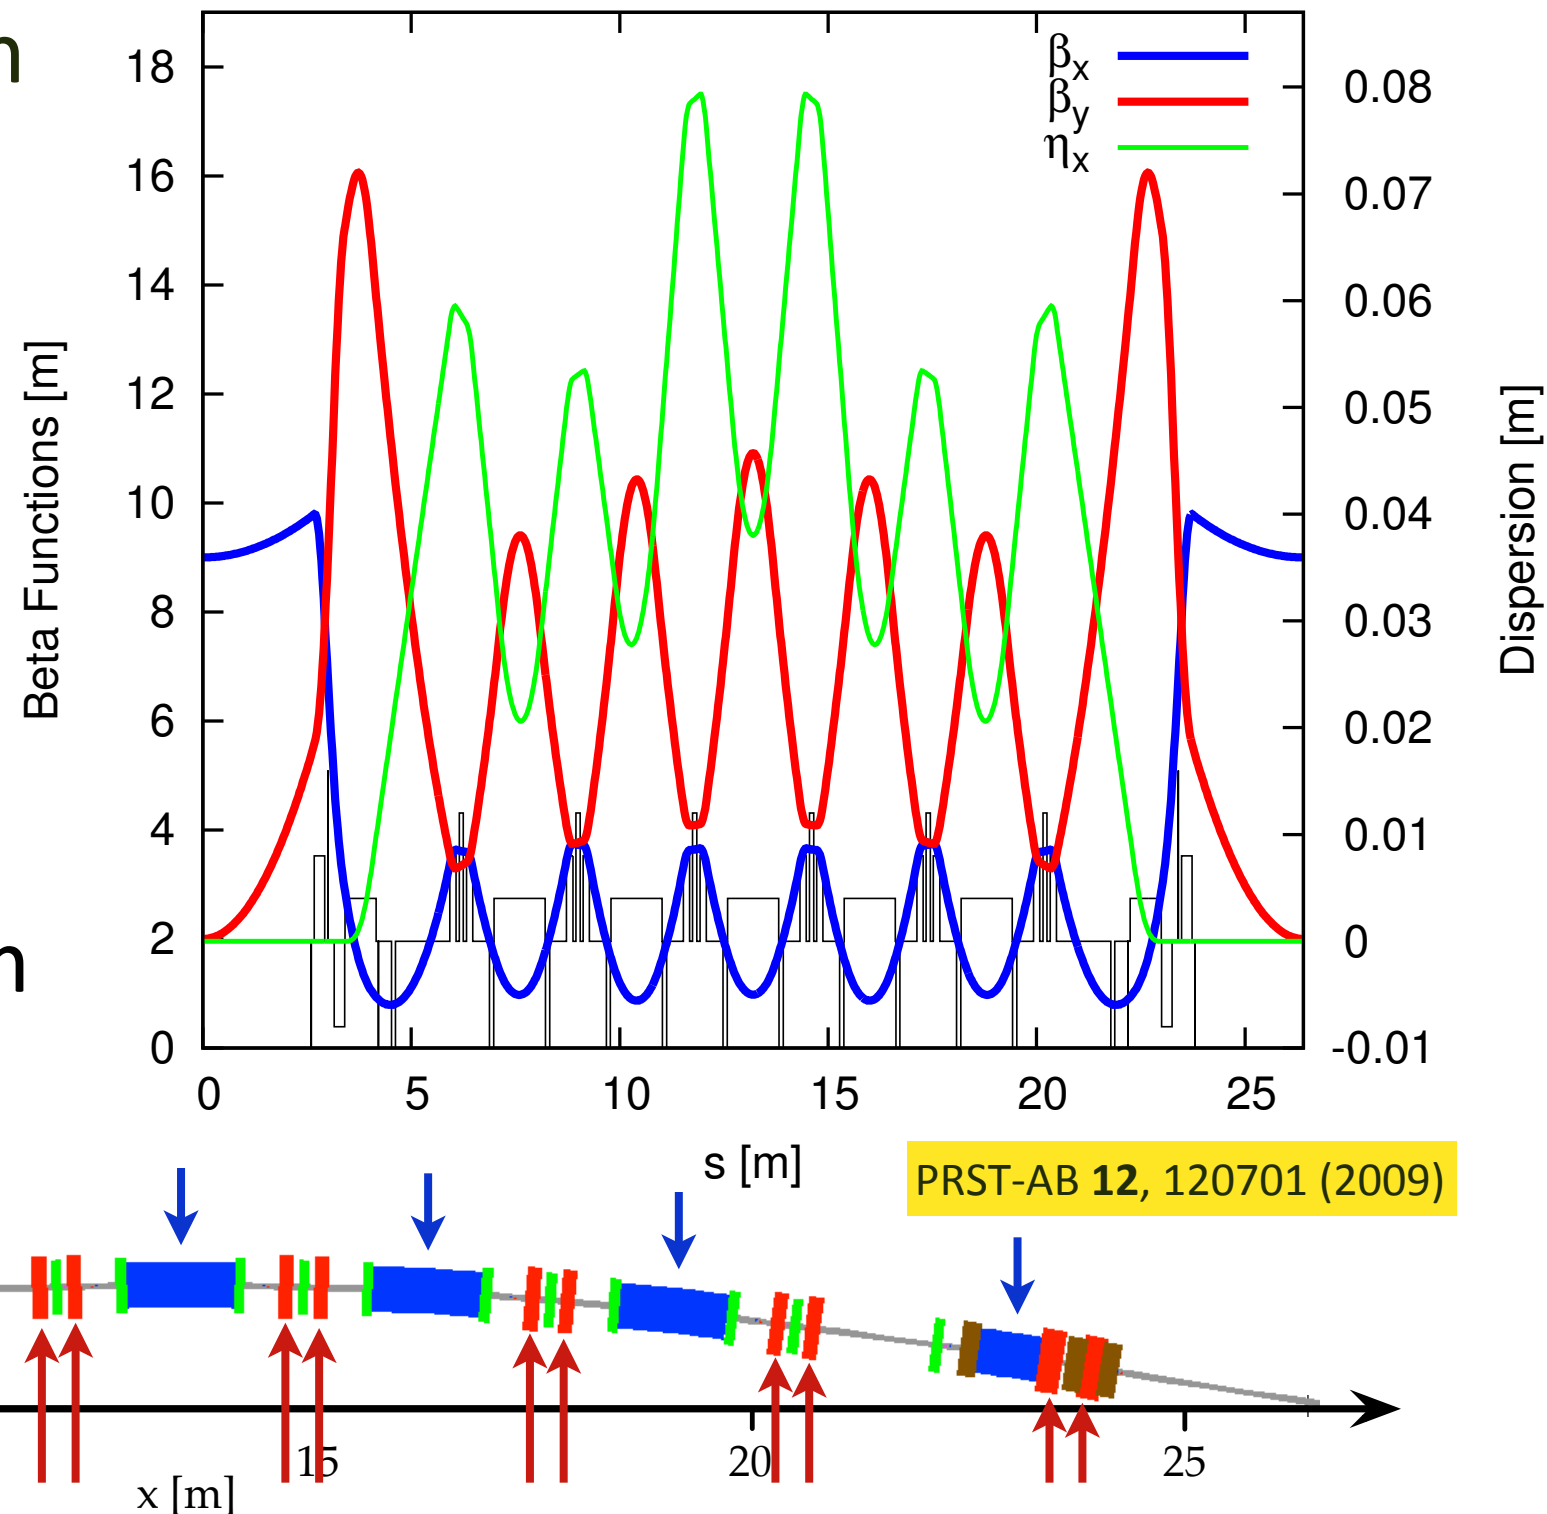 n
18
16
14
12
10
8
6
4
2
0
Beta Functions [m]
βx
βy
ηx
0.08
0.07
0.06
0.05
0.04
0.03
0.02
0.01
0
-0.01
Dispersion [m]
n
0 5 10 15 20 25
s [m]
PRST-AB 12, 120701 (2009)
15 20 25
x [m]